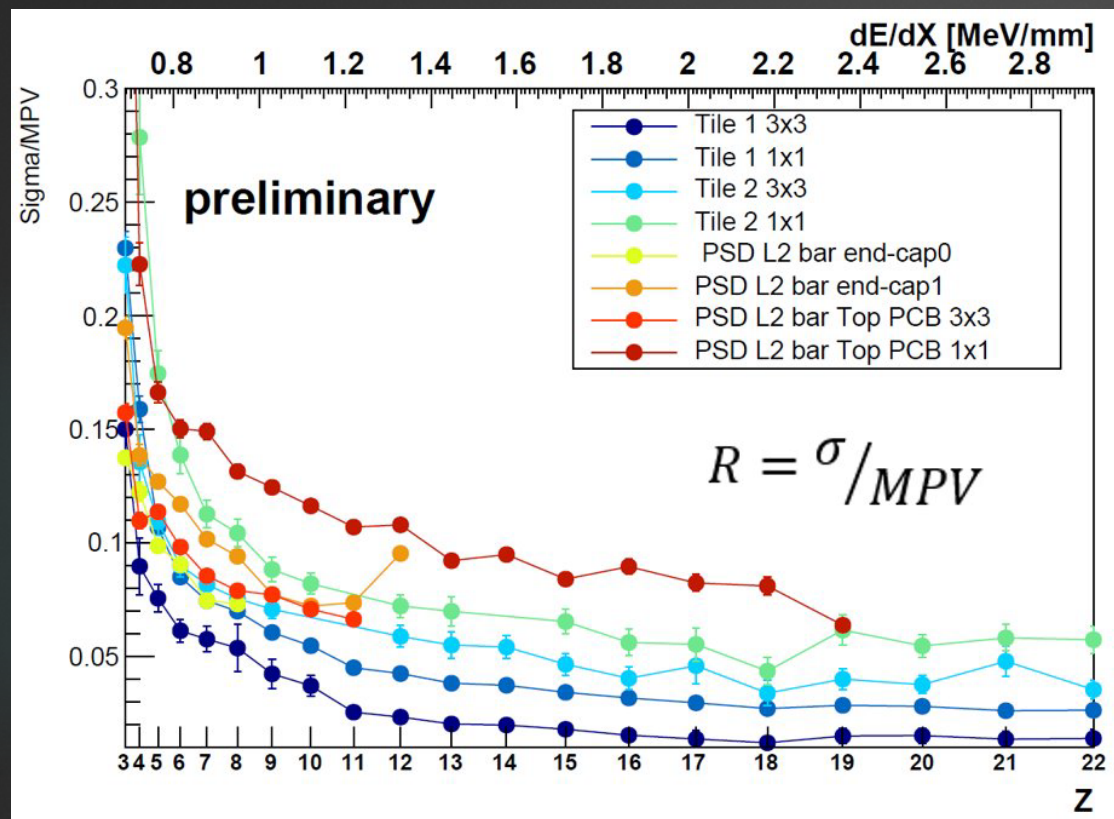 dE/dX [MeV/mm]
0.8 1 1.2 1.4 1.6 1.8 2 2.2 2.4 2.6 2.8
Sigma/MPV
0.3
0.25
0.2
0.15
0.1
0.05
preliminary
Tile 1 3x3
Tile 1 1x1
Tile 2 3x3
Tile 2 1x1
PSD L2 bar end-cap0
PSD L2 bar end-cap1
PSD L2 bar Top PCB 3x3
PSD L2 bar Top PCB 1x1
R = σ/MPV
3 4 5 6 7 8 9 10 11 12 13 14 15 16 17 18 19 20 21 22
Z